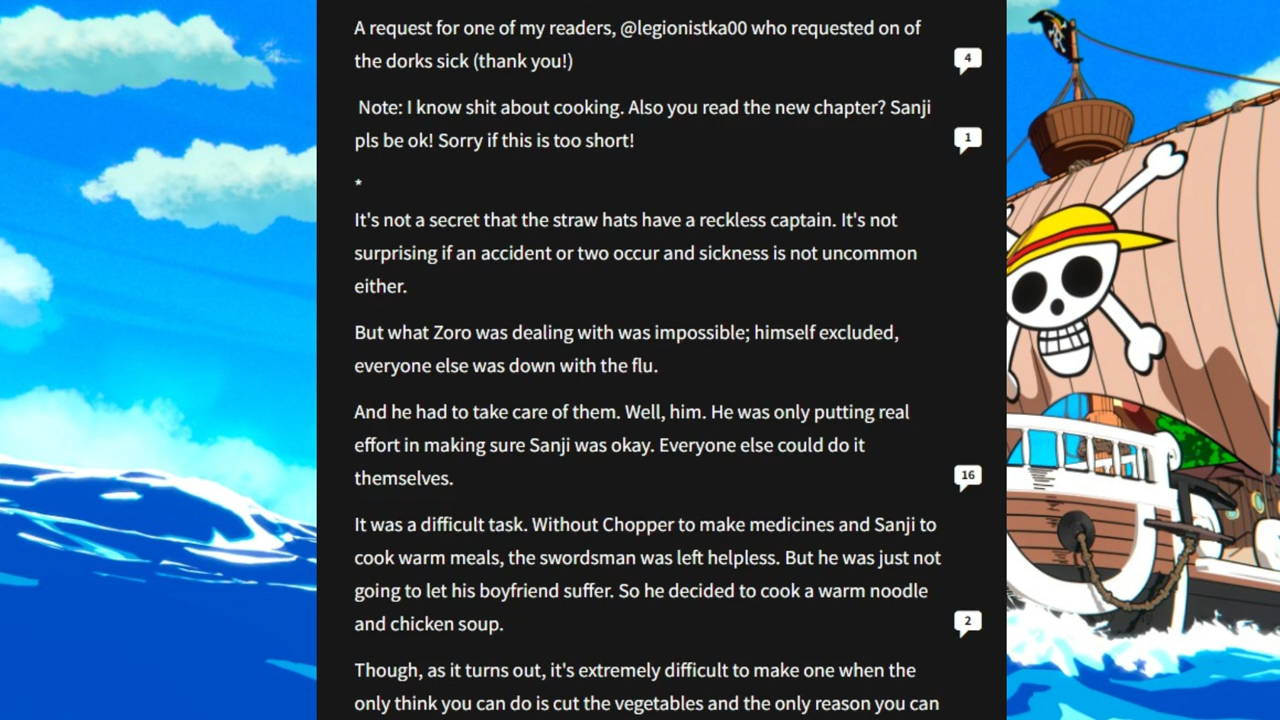 A request for one of my readers, @legionistka00 who requested on of
the dorks sick (thank you!)
4
Note: I know shit about cooking. Also you read the new chapter? Sanji
pls be ok! Sorry if this is too short!
1
*
It's not a secret that the straw hats have a reckless captain. It's not
surprising if an accident or two occur and sickness is not uncommon
either.
But what Zoro was dealing with was impossible; himself excluded,
everyone else was down with the flu.
And he had to take care of them. Well, him. He was only putting real
effort in making sure Sanji was okay. Everyone else could do it
themselves.
16
It was a difficult task. Without Chopper to make medicines and Sanji to
cook warm meals, the swordsman was left helpless. But he was just not
going to let his boyfriend suffer. So he decided to cook a warm noodle
and chicken soup.
2
Though, as it turns out, it's extremely difficult to make one when the
only think you can do is cut the vegetables and the only reason you can